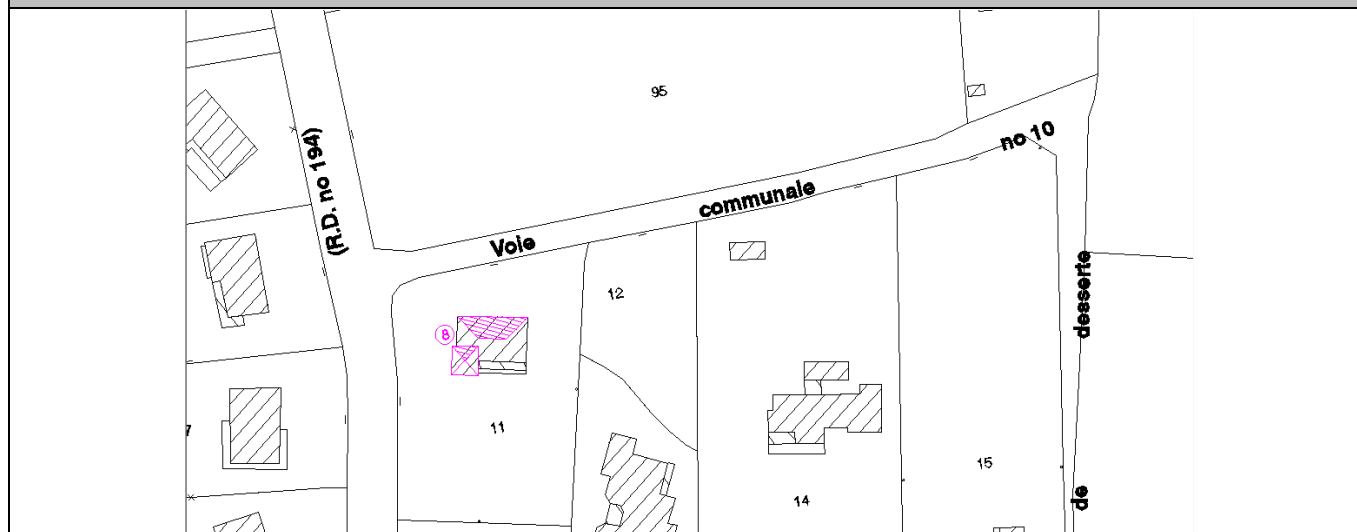 95
no 10
(R.D. no 194)
communale
Voie
desserte
12
8
11
15
14
de
7